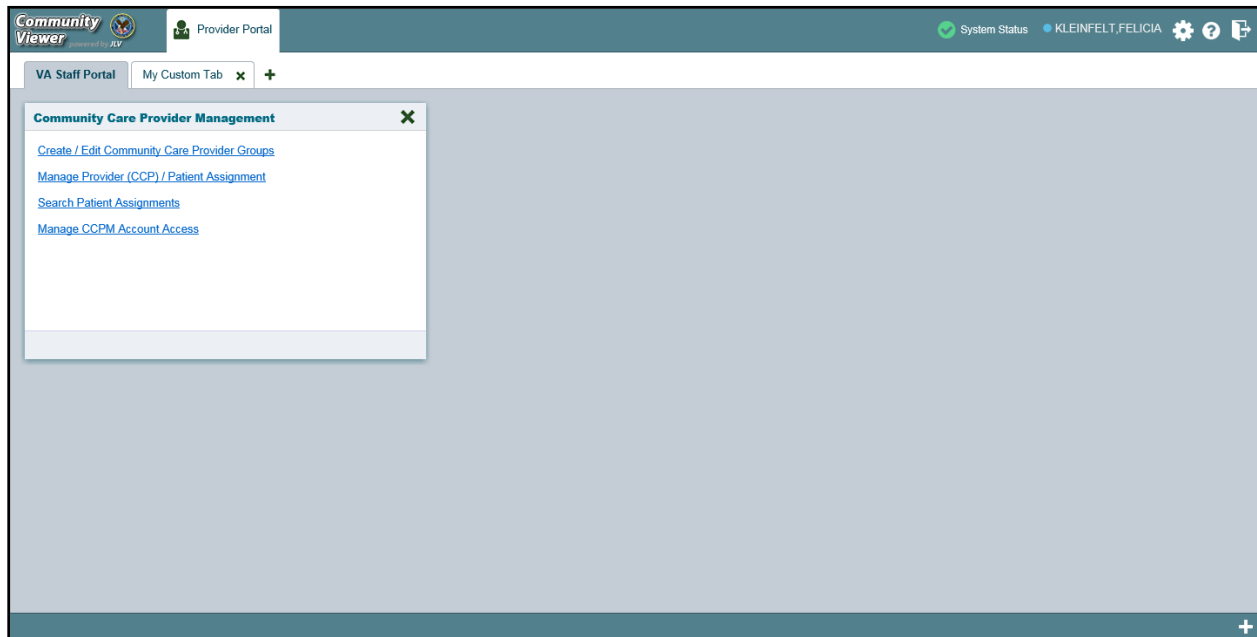 Community
Viewer powered by JLV
Provider Portal
System Status
KLEINFELT,FELICIA
VA Staff Portal
My Custom Tab
Community Care Provider Management
Create / Edit Community Care Provider Groups
Manage Provider (CCP) / Patient Assignment
Search Patient Assignments
Manage CCPM Account Access